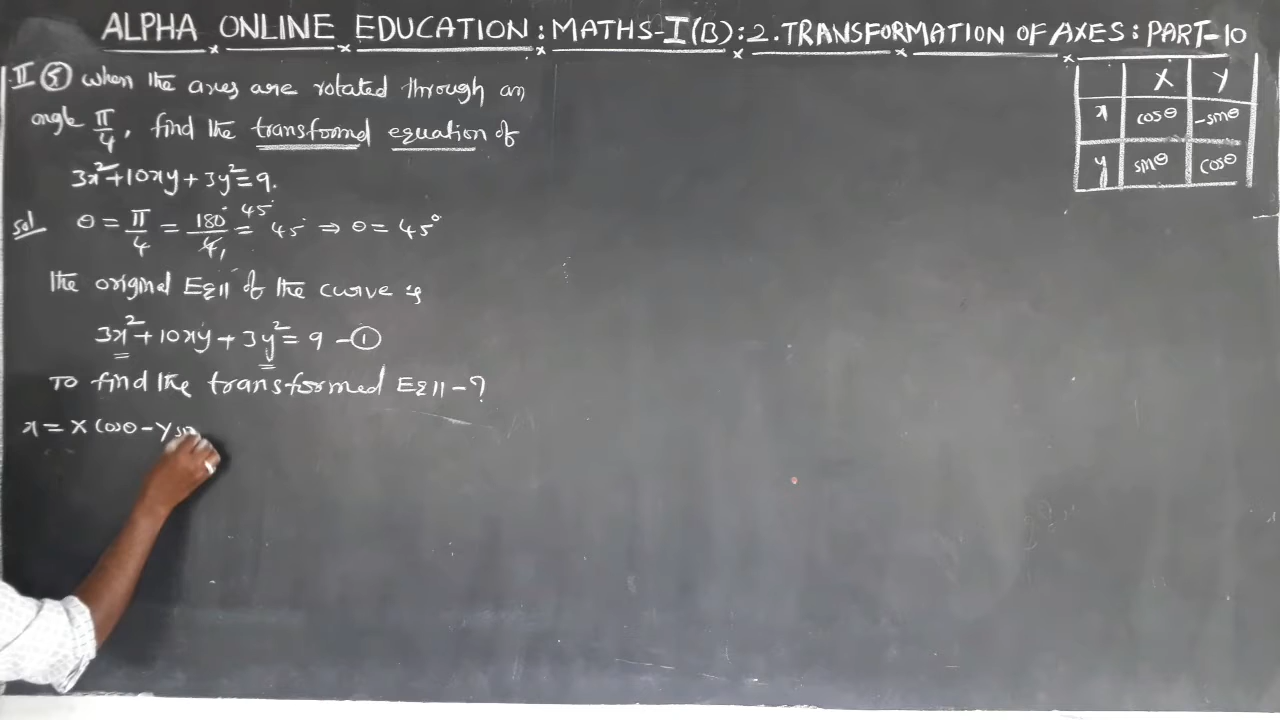 ALPHA ONLINE EDUCATION: MATHS-I(B): 2. TRANSFORMATION OF AXES: PART-10
II ⑤ when the axes are rotated through an
angle π/4, find the transformed equation of
3x²+10xy+3y²=9.
Sol θ = π/4 = 180°/4 = 45 ⇒ θ = 45°
The original Eq|| of the curve is
3x²+10xy+3y²= 9 -①
To find the transformed Eq|| -?
x = X cosθ - Y sin
X Y
x cosθ -sinθ
y sinθ cosθ